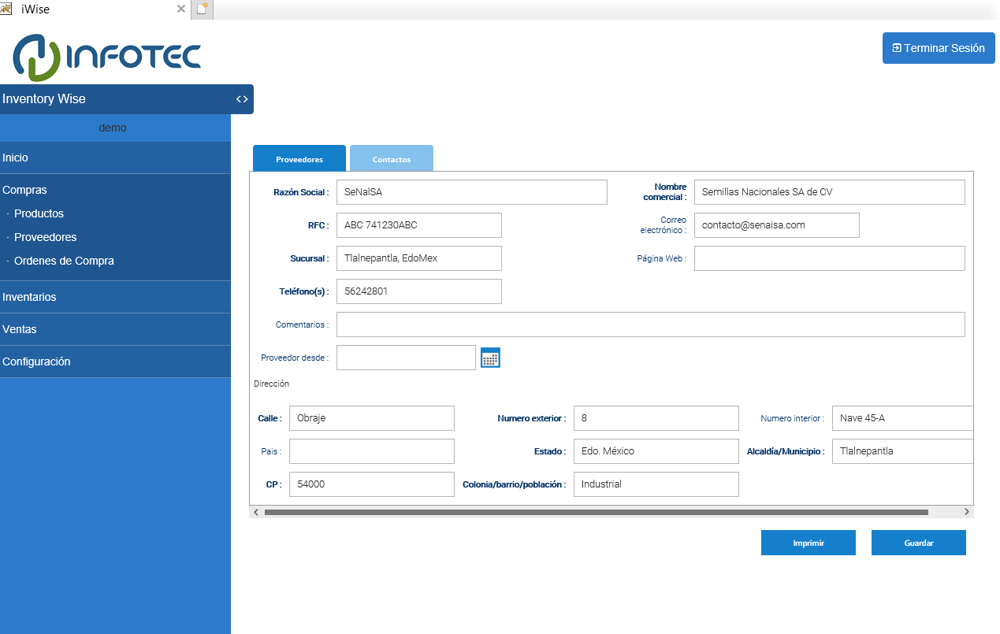 iWise
INFOTEC
Terminar Sesión
Inventory Wise
demo
Inicio
Compras
· Productos
· Proveedores
· Ordenes de Compra
Inventarios
Ventas
Configuración
Proveedores Contactos
Razón Social : SeNalSA
Nombre comercial : Semillas Nacionales SA de CV
RFC : ABC 741230ABC
Correo electrónico : contacto@senaisa.com
Sucursal : Tlalnepantla, EdoMex
Página Web :
Teléfono(s) : 56242801
Comentarios :
Proveedor desde :
Dirección
Calle : Obraje Numero exterior : 8 Numero interior : Nave 45-A
Pais : Estado : Edo. México Alcaldía/Municipio : Tlalnepantla
CP : 54000 Colonia/barrio/población : Industrial
Imprimir Guardar